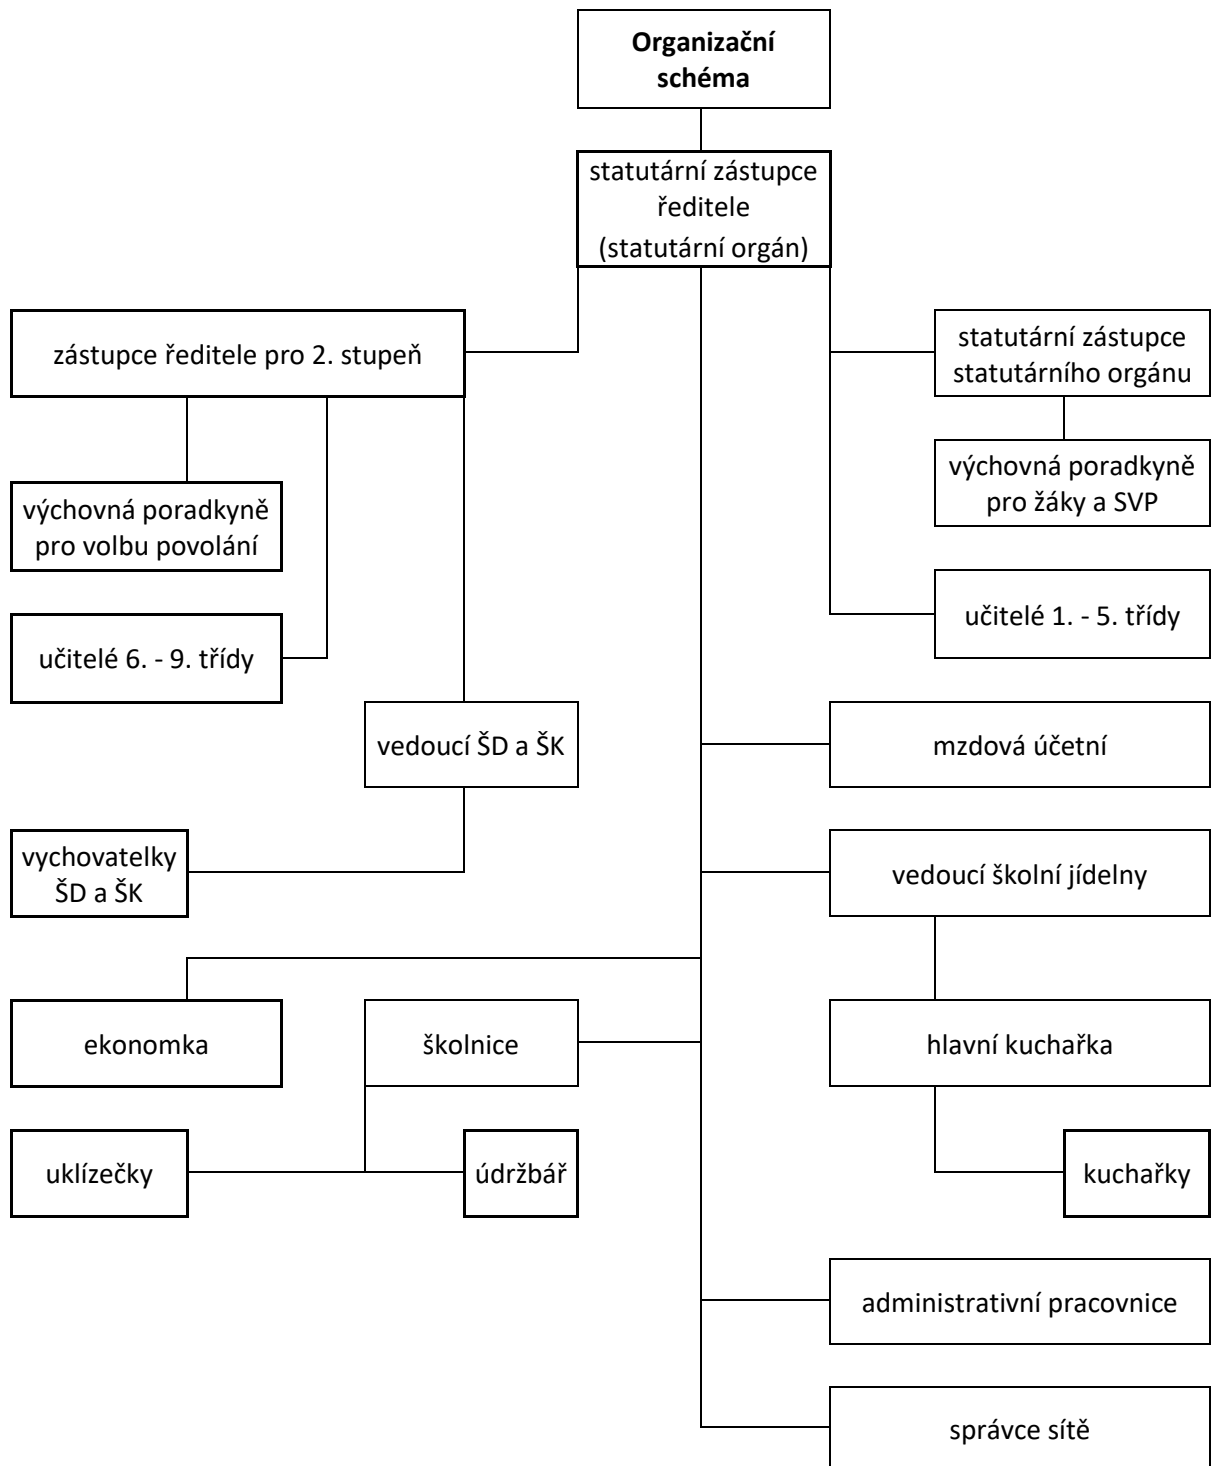 Organizační
schéma
statutární zástupce
ředitele
(statutární orgán)
zástupce ředitele pro 2. stupeň
statutární zástupce
statutárního orgánu
výchovná poradkyně
pro žáky a SVP
výchovná poradkyně
pro volbu povolání
učitelé 1. - 5. třídy
učitelé 6. - 9. třídy
vedoucí ŠD a ŠK
mzdová účetní
vychovatelky
ŠD a ŠK
vedoucí školní jídelny
ekonomka
školnice
hlavní kuchařka
uklízečky
údržbář
kuchařky
administrativní pracovnice
správce sítě